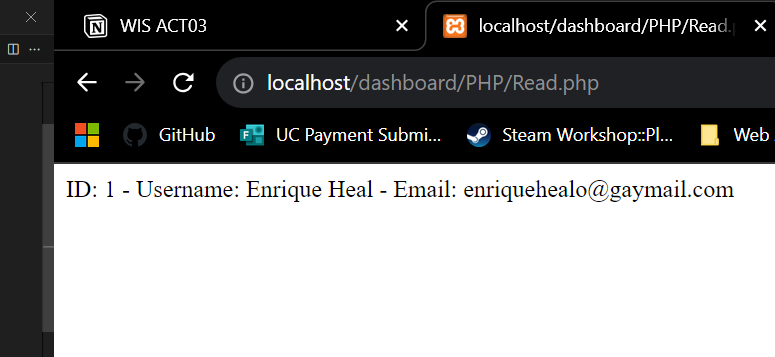 WIS ACT03
localhost/dashboard/PHP/Read.p
localhost/dashboard/PHP/Read.php
GitHub
UC Payment Submi...
Steam Workshop::Pl...
Web
ID: 1 - Username: Enrique Heal - Email: enriquehealo@gaymail.com